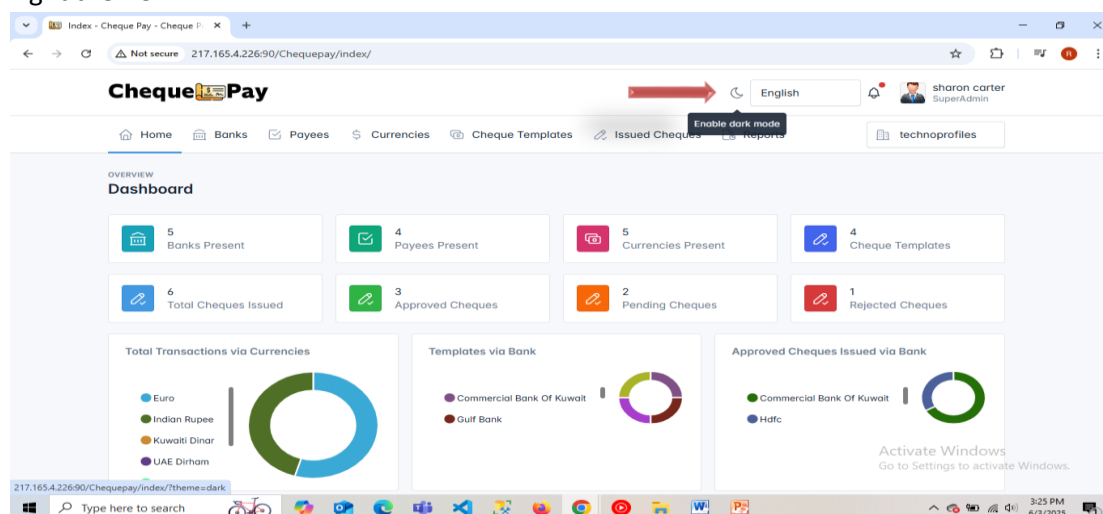 Index - Cheque Pay - Cheque P
Not secure 217.165.4.226:90/Chequepay/index/
R
Cheque Pay
English
sharon carter
SuperAdmin
Enable dark mode
Home Banks Payees Currencies Cheque Templates Issued Cheques Reports technoprofiles
OVERVIEW
Dashboard
5
Banks Present
4
Payees Present
5
Currencies Present
4
Cheque Templates
6
Total Cheques Issued
3
Approved Cheques
2
Pending Cheques
1
Rejected Cheques
Total Transactions via Currencies
Euro
Indian Rupee
Kuwaiti Dinar
UAE Dirham
Templates via Bank
Commercial Bank Of Kuwait
Gulf Bank
Approved Cheques Issued via Bank
Commercial Bank Of Kuwait
Hdfc
Activate Windows
Go to Settings to activate Windows.
217.165.4.226:90/Chequepay/index/?theme=dark
Type here to search
3:25 PM
6/3/2025